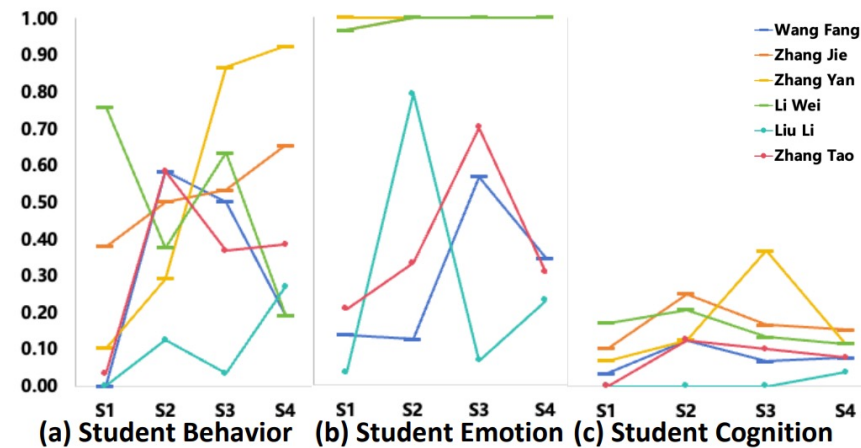 1.00
0.90
0.80
0.70
0.60
0.50
0.40
0.30
0.20
0.10
0.00
Wang Fang
Zhang Jie
Zhang Yan
Li Wei
Liu Li
Zhang Tao
S1 S2 S3 S4 S1 S2 S3 S4 S1 S2 S3 S4
(a) Student Behavior (b) Student Emotion (c) Student Cognition